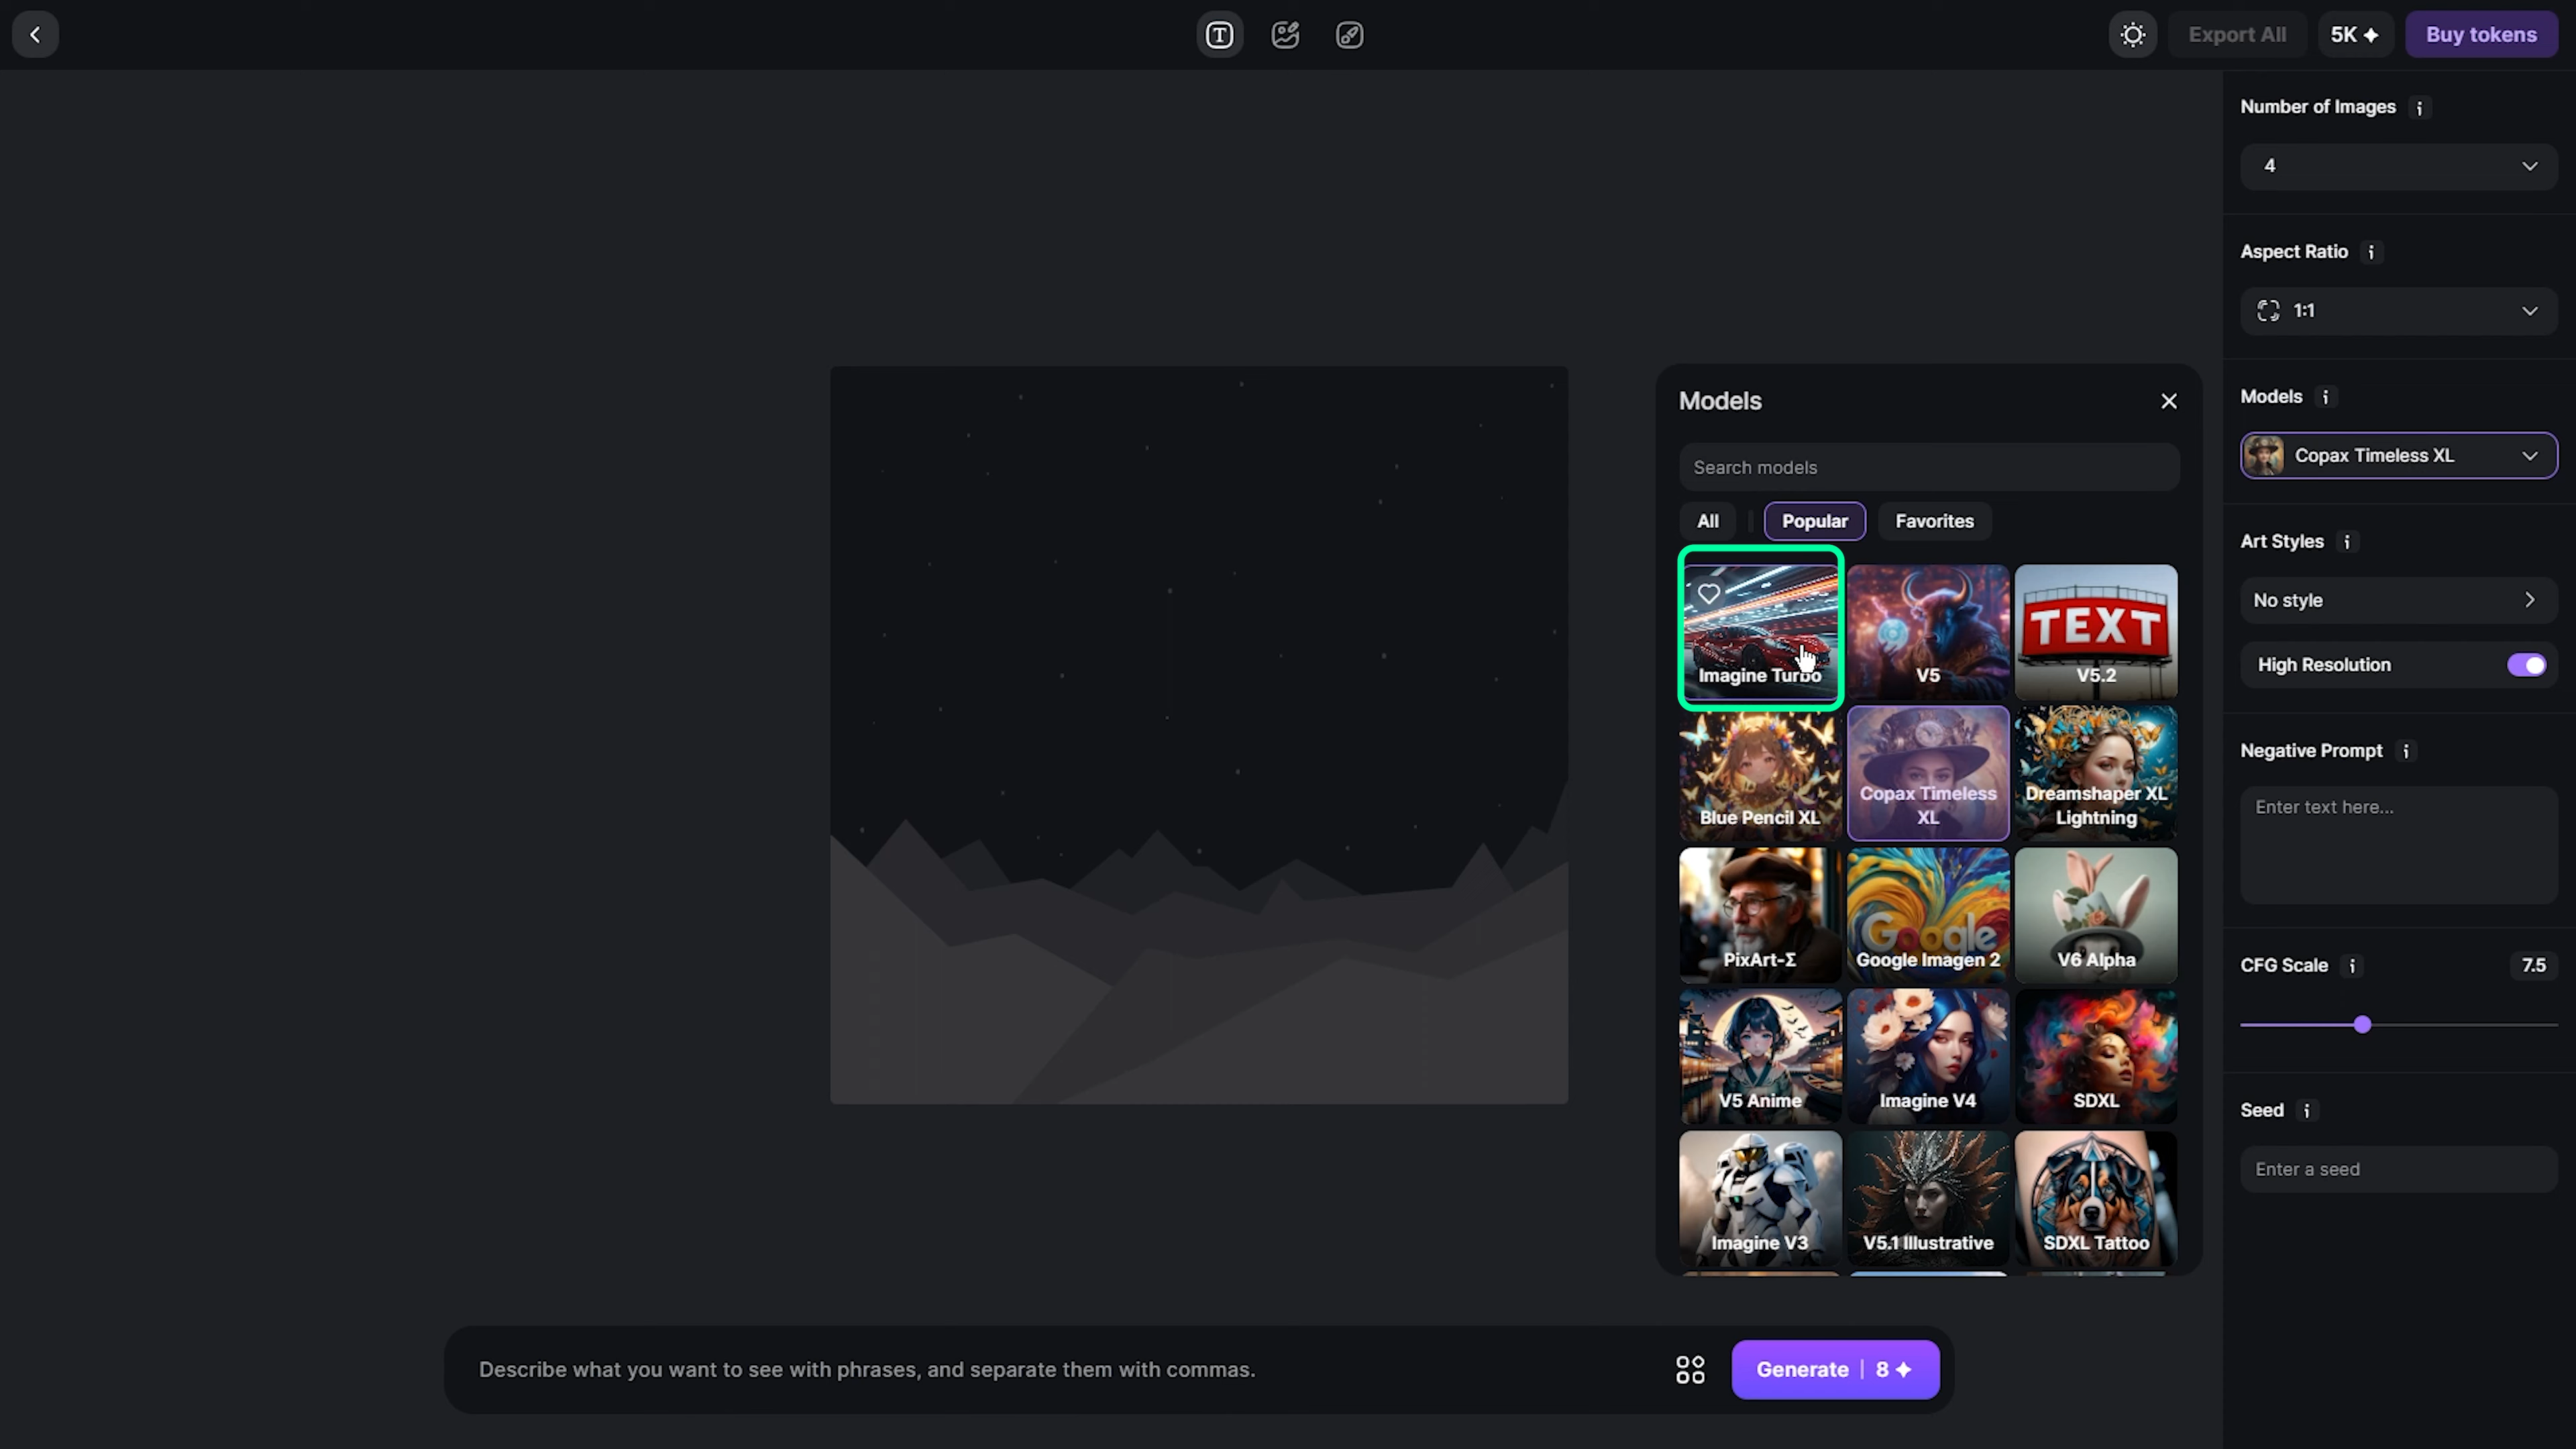 Export All
5K
Buy tokens
Number of Images
4
Aspect Ratio
1:1
Models
Copax Timeless XL
Art Styles
No style
High Resolution
Negative Prompt
Enter text here...
CFG Scale
7.5
Seed
Enter a seed
Models
Search models
All
Popular
Favorites
Imagine Turbo
V5
TEXT
V5.2
Blue Pencil XL
Copax Timeless
XL
Dreamshaper XL
Lightning
PixArt-Σ
Google
Google Imagen 2
V6 Alpha
V5 Anime
Imagine V4
SDXL
Imagine V3
V5.1 Illustrative
SDXL Tattoo
Describe what you want to see with phrases, and separate them with commas.
Generate | 8